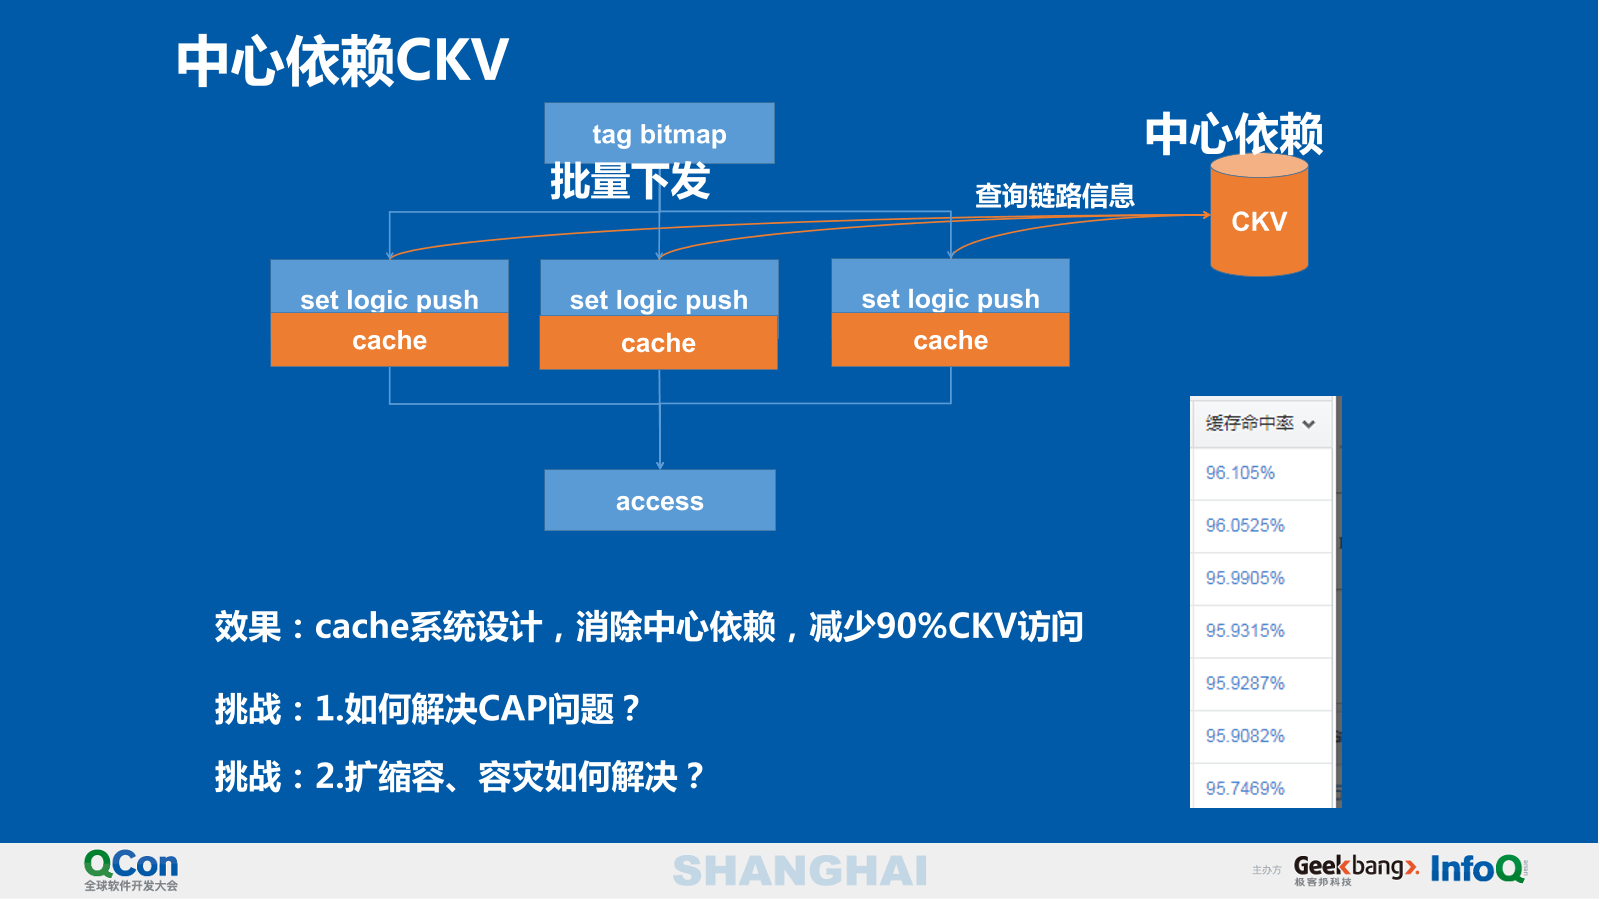 中心依赖CKV
tag bitmap
批量下发
中心依赖
查询链路信息
CKV
set logic push
cache
set logic push
cache
set logic push
cache
access
缓存命中率
96.105%
96.0525%
95.9905%
95.9315%
95.9287%
95.9082%
95.7469%
效果：cache系统设计，消除中心依赖，减少90%CKV访问
挑战：1.如何解决CAP问题？
挑战：2.扩缩容、容灾如何解决？
QCon
全球软件开发大会
SHANGHAI
主办方
Geekbang>.
极客邦科技
InfoQ